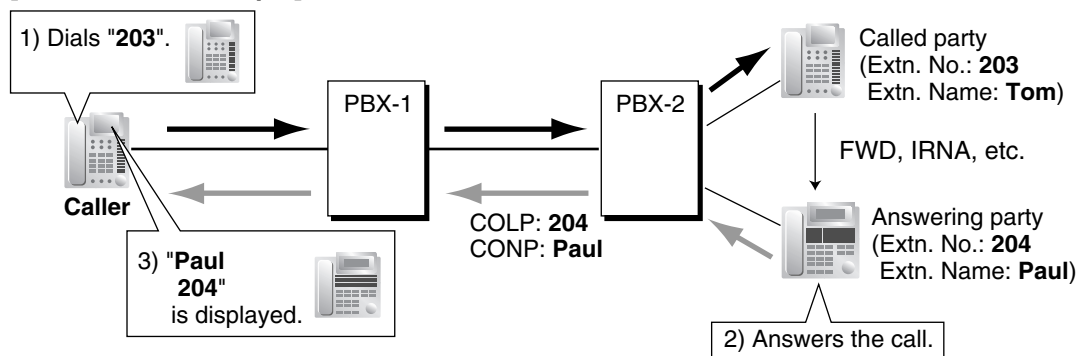 1) Dials "203".
PBX-1
PBX-2
Called party
(Extn. No.: 203
Extn. Name: Tom)
FWD, IRNA, etc.
Caller
COLP: 204
CONP: Paul
Answering party
(Extn. No.: 204
Extn. Name: Paul)
3) "Paul
204"
is displayed.
2) Answers the call.